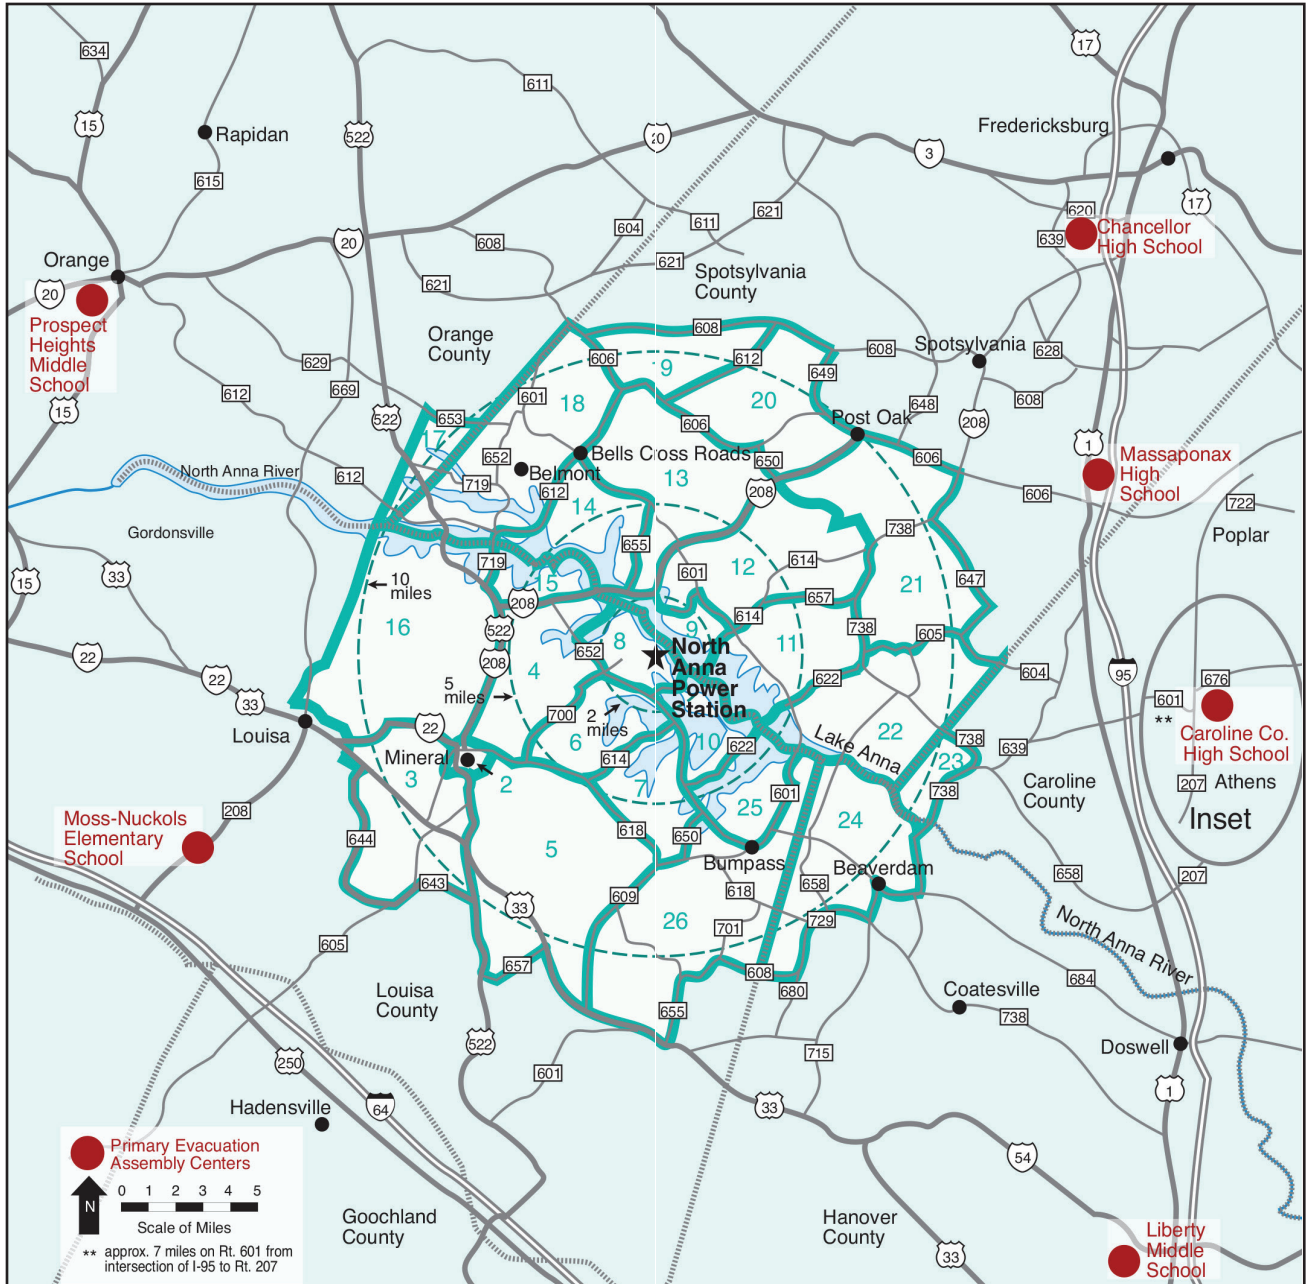 634
15
Rapidan
615
522
611
20
17
Fredericksburg
3
17
620
639
Chancellor
High School
604
611
621
608
20
621
621
Orange
20
Prospect
Heights
Middle
School
15
Spotsylvania
County
Orange
County
608
606
612
608
Spotsylvania
628
649
629
669
612
19
18
20
601
648
608
208
Post Oak
522
653
17
606
1
Massaponax
High
School
652
Bells Cross Roads
650
606
Belmont
13
North Anna River
612
719
612
14
208
606
722
Poplar
Gordonsville
738
655
719
601
614
12
15
33
10
miles
15
21
647
208
657
614
16
522
738
605
8
9
11
652
North
Anna
Power
Station
22
208
4
604
22
5
miles
622
95
676
601
**
Caroline Co.
High School
33
2
miles
700
Louisa
22
6
10
622
Lake Anna
22
738
639
Mineral
614
23
3
2
7
601
738
Caroline
County
207
Athens
Inset
25
24
208
Moss-Nuckols
Elementary
School
644
618
650
5
Bumpass
Beaverdam
658
207
643
618
658
609
33
26
701
729
North Anna River
605
657
608
684
Louisa
County
680
Coatesville
655
738
522
715
Doswell
250
601
1
64
33
Hadensville
Primary Evacuation
Assembly Centers
54
N
0 1 2 3 4 5
Scale of Miles
** approx. 7 miles on Rt. 601 from
intersection of I-95 to Rt. 207
Goochland
County
Hanover
County
33
Liberty
Middle
School